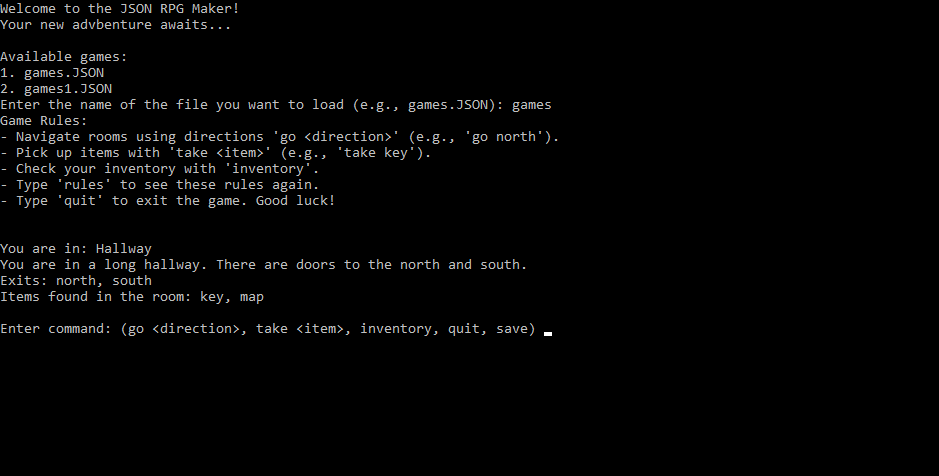 Welcome to the JSON RPG Maker!
Your new advbenture awaits...
Available games:
1. games.JSON
2. games1.JSON
Enter the name of the file you want to load (e.g., games.JSON): games
Game Rules:
- Navigate rooms using directions 'go <direction>' (e.g., 'go north').
- Pick up items with 'take <item>' (e.g., 'take key').
- Check your inventory with 'inventory'.
- Type 'rules' to see these rules again.
- Type 'quit' to exit the game. Good luck!
You are in: Hallway
You are in a long hallway. There are doors to the north and south.
Exits: north, south
Items found in the room: key, map
Enter command: (go <direction>, take <item>, inventory, quit, save)